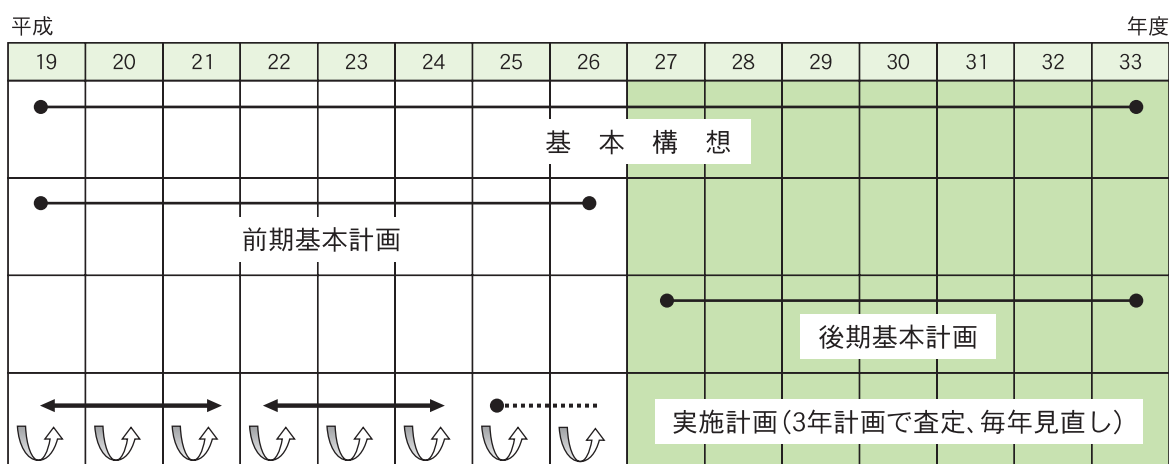 平成 年度
19 20 21 22 23 24 25 26 27 28 29 30 31 32 33
基本構想
前期基本計画
後期基本計画
実施計画（3年計画で査定、毎年見直し）